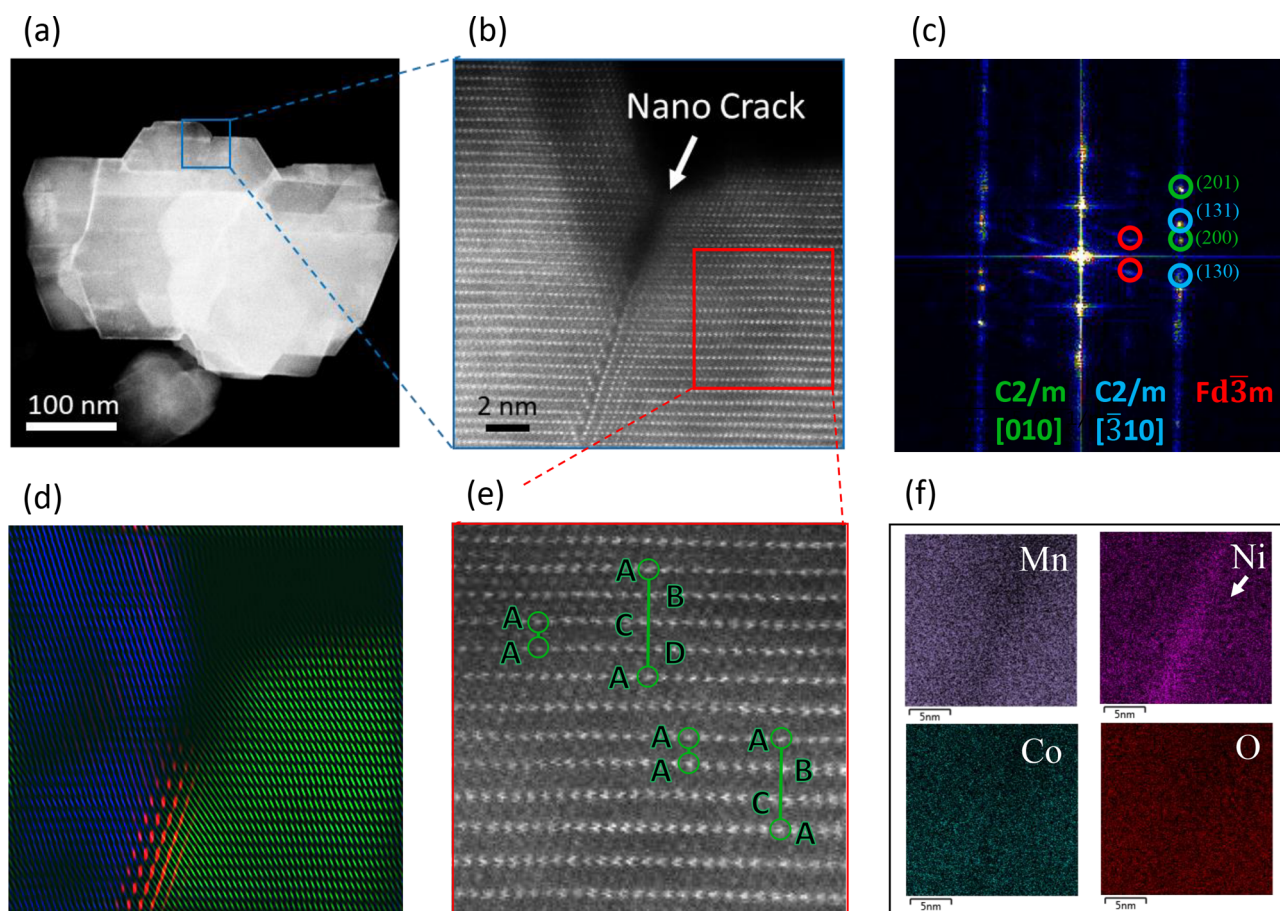 (a)
(b)
(c)
100 nm
Nano Crack
2 nm
(201)
(131)
(200)
(130)
C2/m
[010]
C2/m
[3̅10]
Fd3̅m
(d)
(e)
(f)
A
B
A
C
A
D
A
A
A
A
B
A
C
A
Mn
5nm
Ni
5nm
Co
5nm
O
5nm